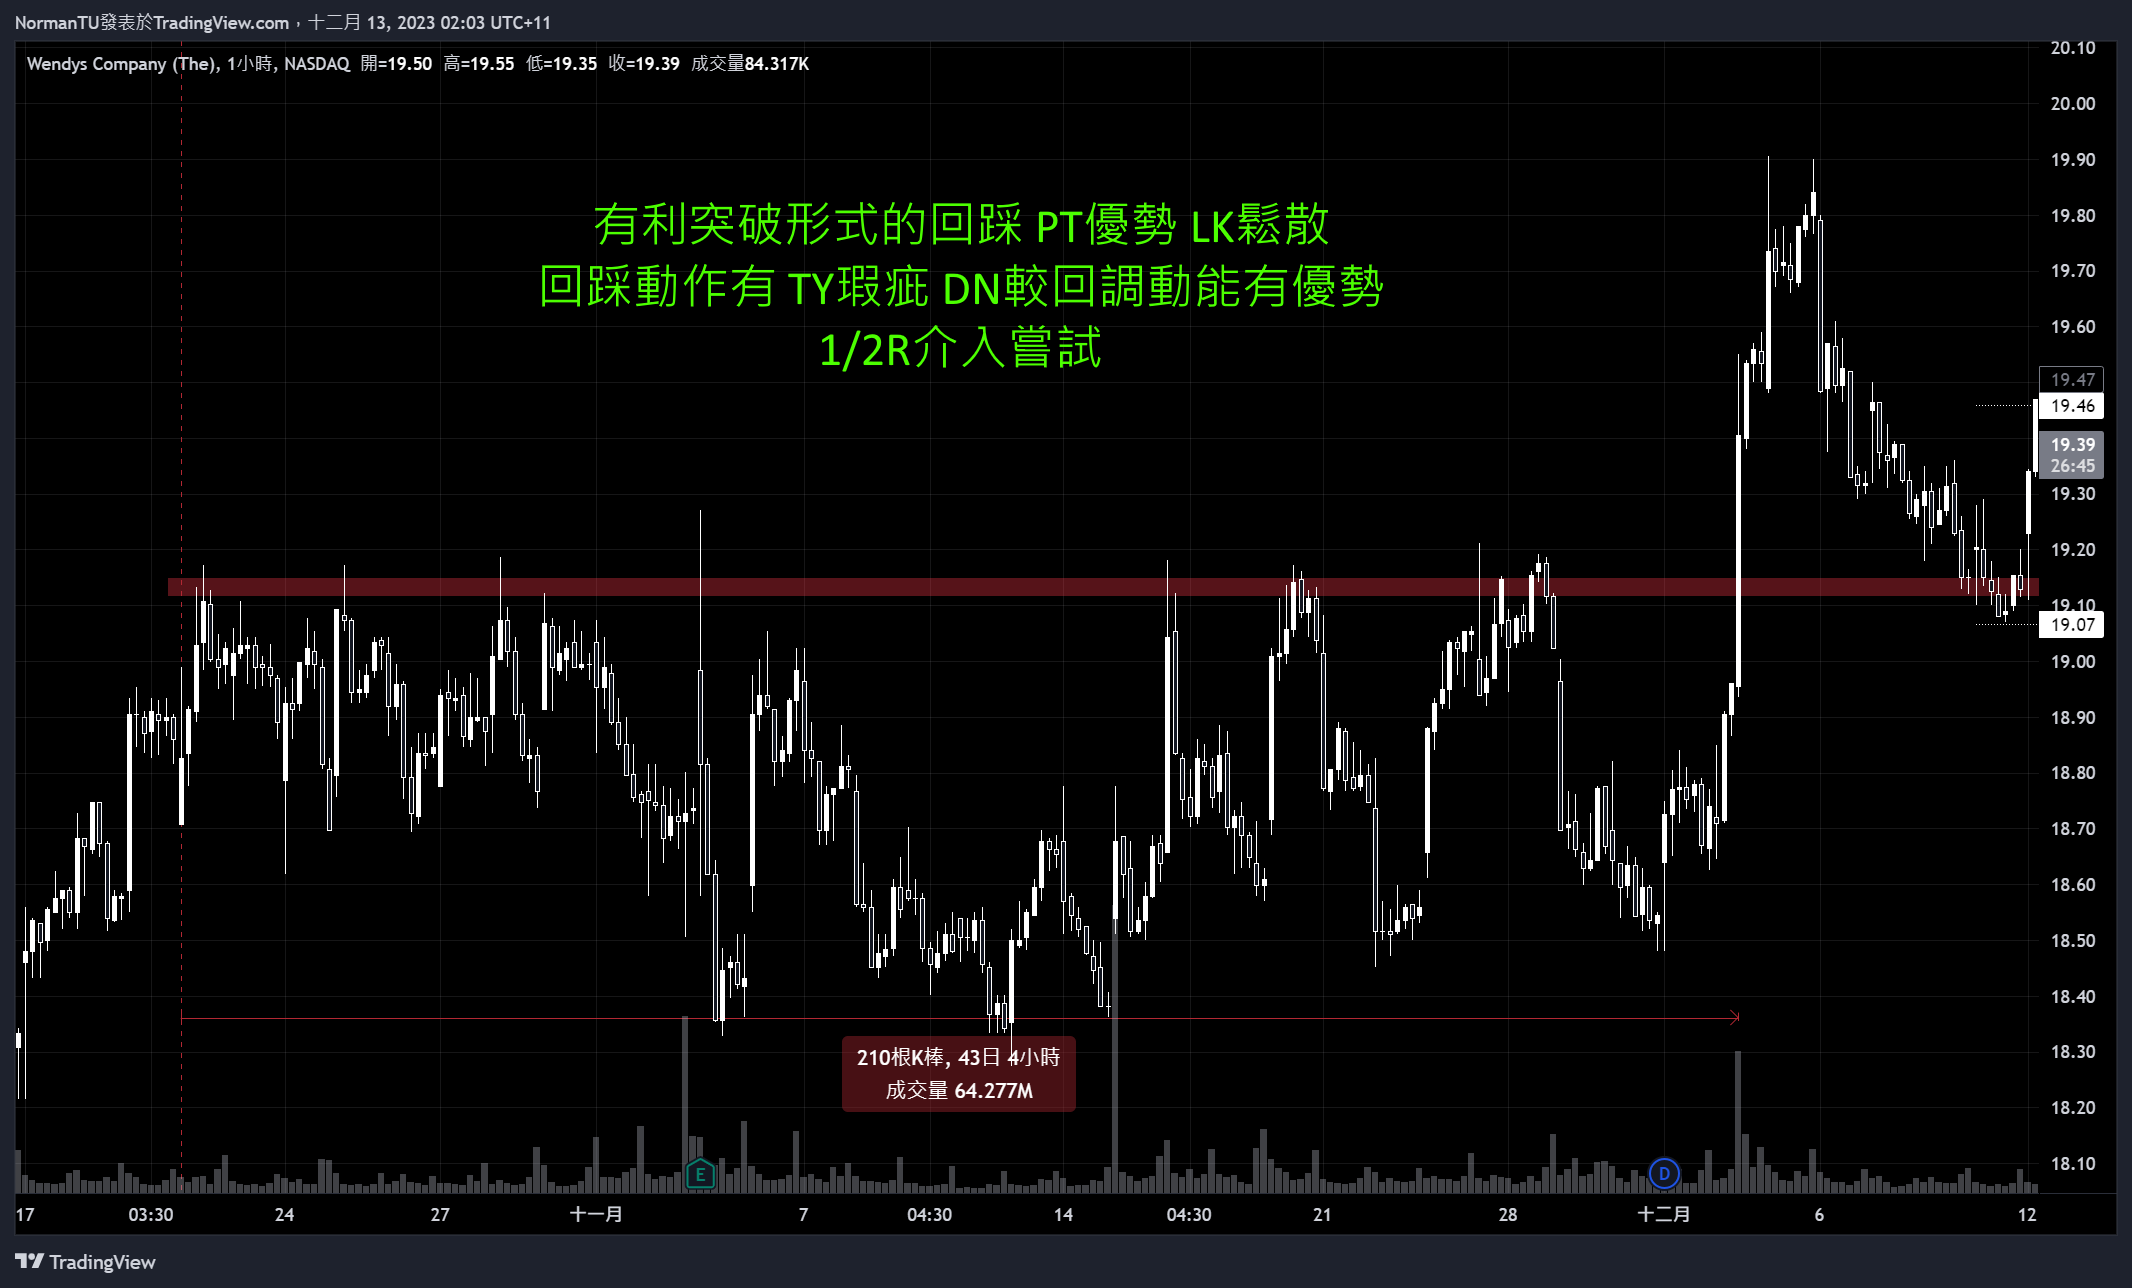 NormanTU發表於TradingView.com，十二月 13, 2023 02:03 UTC+11
Wendys Company (The), 1小時, NASDAQ 開=19.50 高=19.55 低=19.35 收=19.39 成交量84.317K
有利突破形式的回踩 PT優勢 LK鬆散
回踩動作有 TY瑕疵 DN較回調動能有優勢
1/2R介入嘗試
20.10
20.00
19.90
19.80
19.70
19.60
19.47
19.46
19.39
26:45
19.30
19.20
19.10
19.07
19.00
18.90
18.80
18.70
18.60
18.50
18.40
18.30
18.20
18.10
210根K棒, 43日 4小時
成交量 64.277M
E
D
17 03:30 24 27 十一月 7 04:30 14 04:30 21 28 十二月 6 12
TradingView